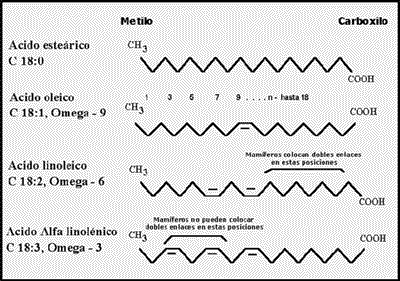 Metilo Carboxilo
Acido esteárico
C 18:0
CH3
COOH
Acido oleico
C 18:1, Omega - 9
1 3 5 7 9 . . . . n - hasta 18
CH3
COOH
Acido linoleico
C 18:2, Omega - 6
Mamíferos colocan dobles enlaces
en estas posiciones
CH3
COOH
Acido Alfa linolénico
C 18:3, Omega - 3
Mamíferos no pueden colocar
dobles enlaces en estas posiciones
CH3
COOH